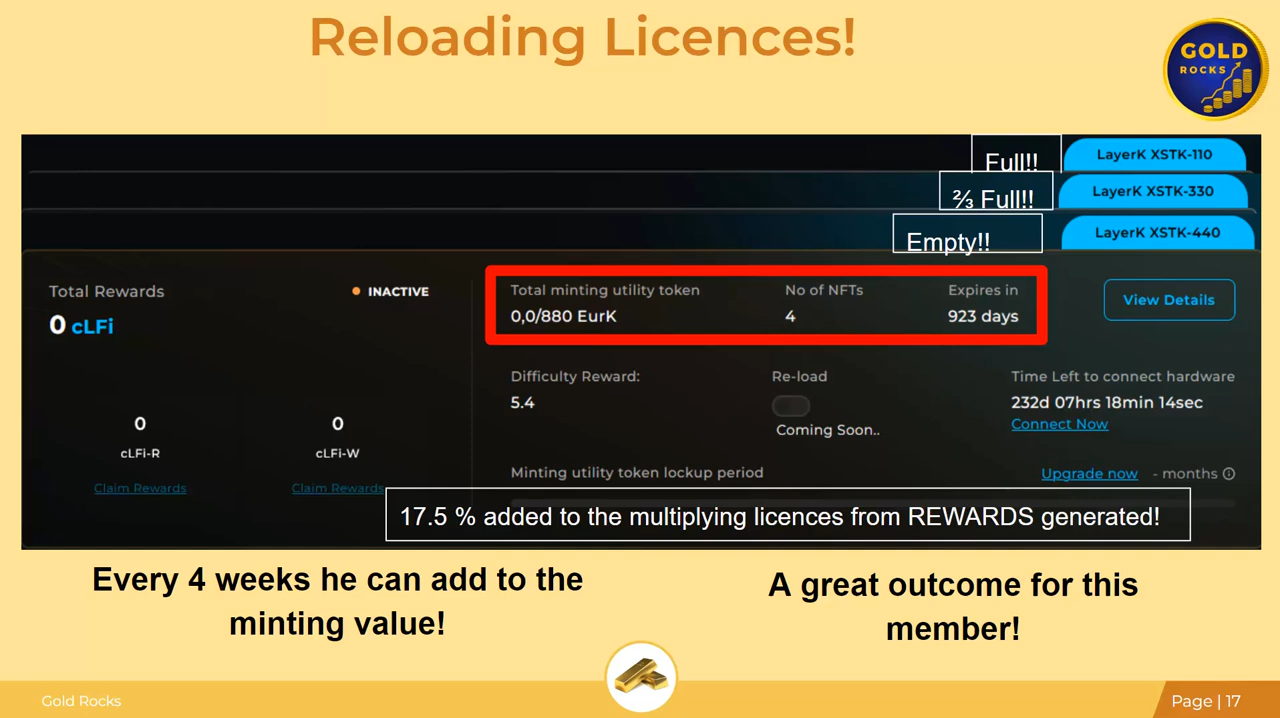 Reloading Licences!
GOLD
ROCKS
Full!!
LayerK XSTK-110
⅔ Full!!
LayerK XSTK-330
Empty!!
LayerK XSTK-440
Total Rewards
INACTIVE
0 cLFi
Total minting utility token
No of NFTs
Expires in
0,0/880 EurK
4
923 days
View Details
Difficulty Reward:
Re-load
Time Left to connect hardware
5.4
232d 07hrs 18min 14sec
Coming Soon..
Connect Now
0
0
cLFi-R
cLFi-W
Claim Rewards
Claim Rewards
Minting utility token lockup period
Upgrade now - months
17.5 % added to the multiplying licences from REWARDS generated!
Every 4 weeks he can add to the
minting value!
A great outcome for this
member!
Gold Rocks
Page | 17